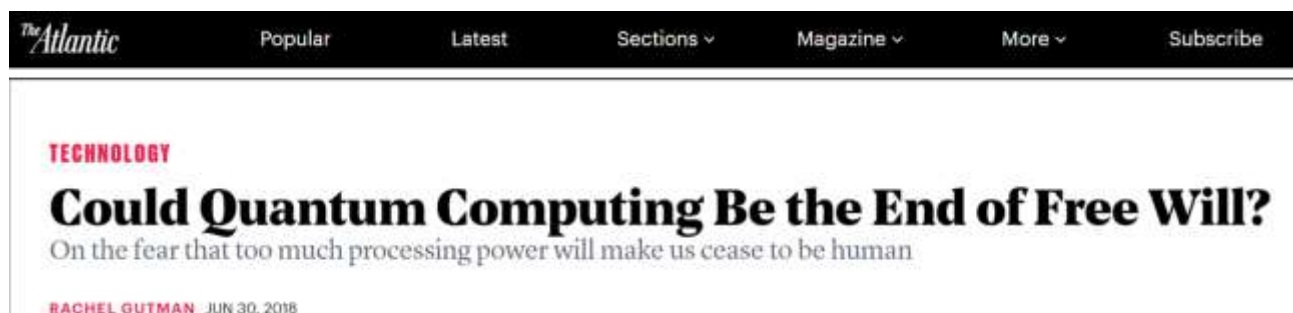 The Atlantic Popular Latest Sections Magazine More Subscribe
TECHNOLOGY
Could Quantum Computing Be the End of Free Will?
On the fear that too much processing power will make us cease to be human
RACHEL GUTMAN JUN 30, 2018